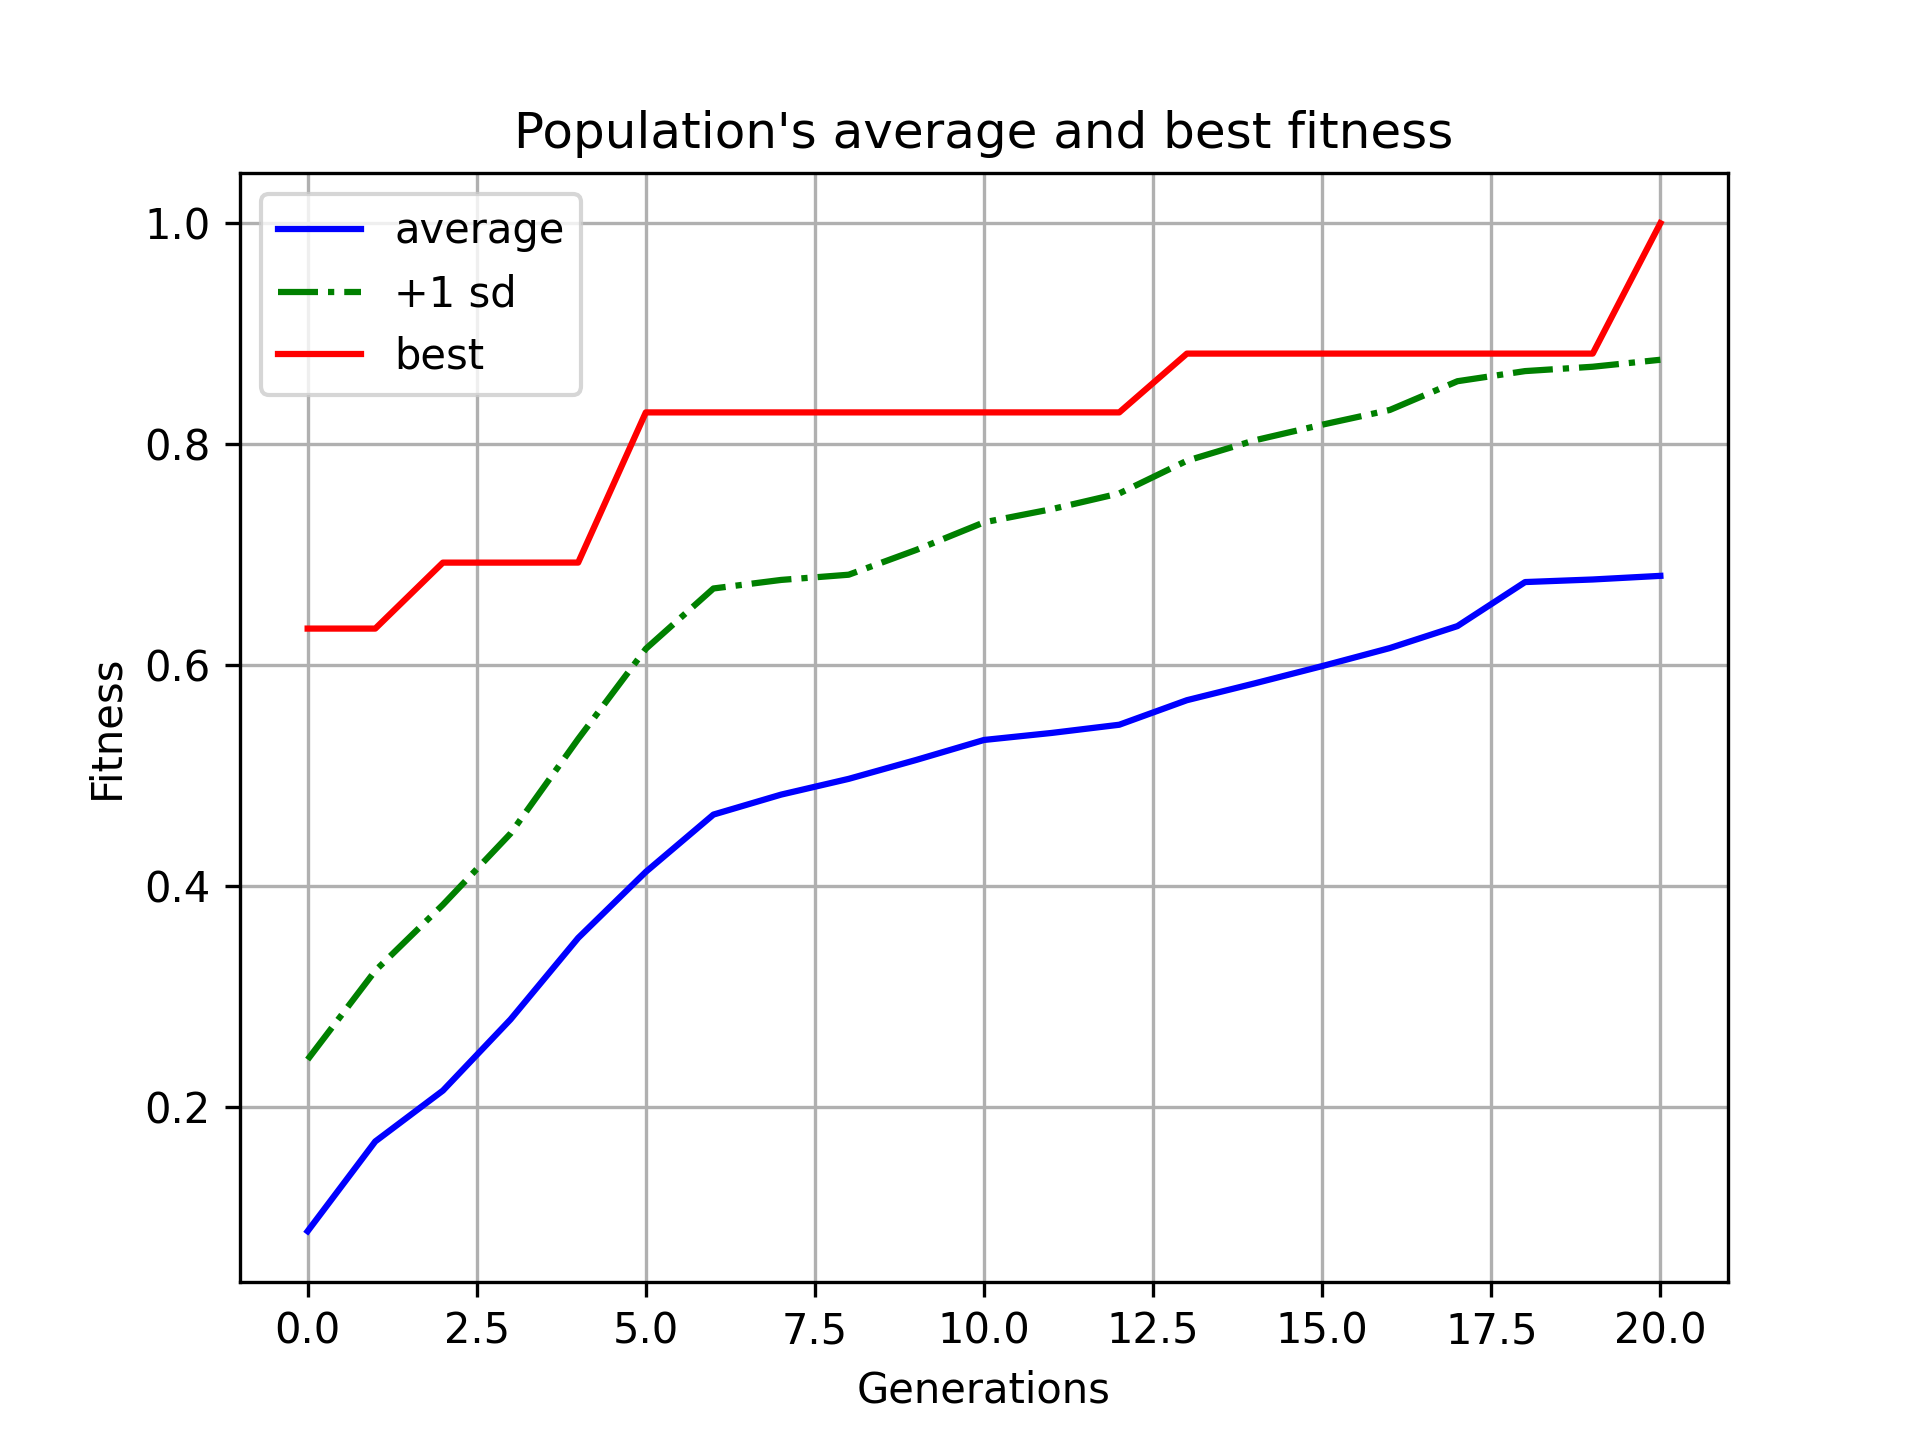 Population's average and best fitness
average
+1 sd
best
1.0
0.8
0.6
0.4
0.2
Fitness
0.0 2.5 5.0 7.5 10.0 12.5 15.0 17.5 20.0
Generations